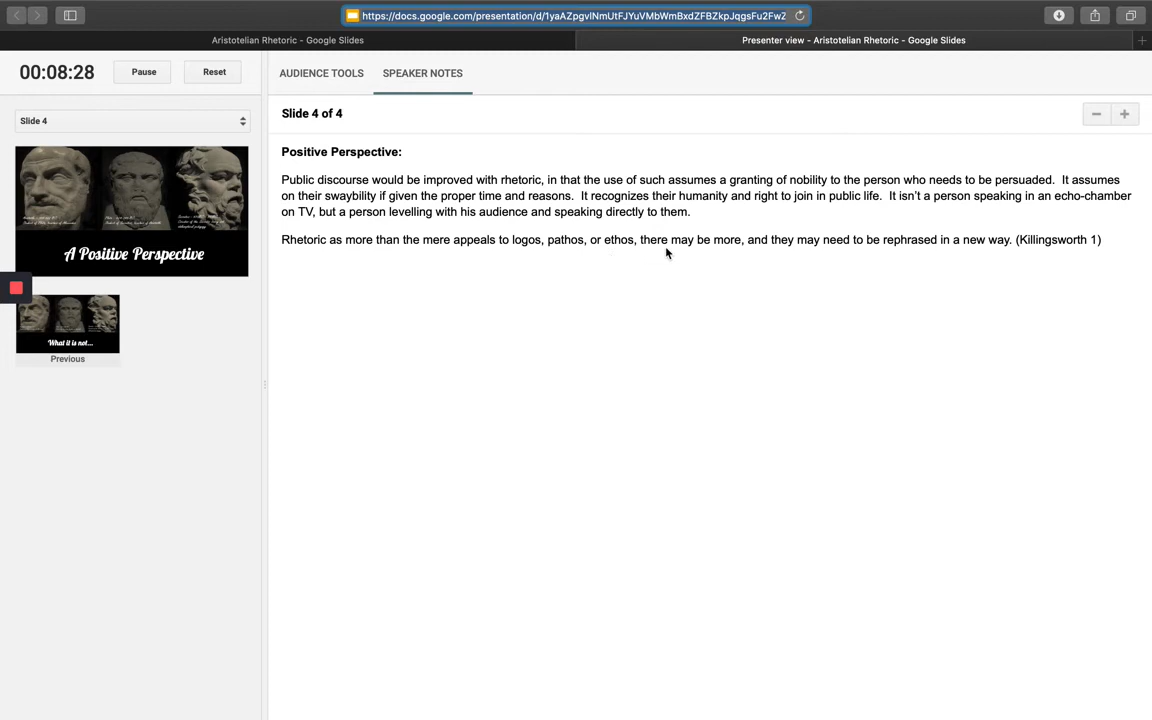 https://docs.google.com/presentation/d/1yaAZpgvlNmUtFJYuVMbWmBxdZFBZkpJqgsFu2Fw2
Aristotelian Rhetoric - Google Slides
Presenter view - Aristotelian Rhetoric - Google Slides
00:08:28
Pause
Reset
AUDIENCE TOOLS
SPEAKER NOTES
Slide 4
Slide 4 of 4
A Positive Perspective
What it is not...
Previous
Positive Perspective:
Public discourse would be improved with rhetoric, in that the use of such assumes a granting of nobility to the person who needs to be persuaded.  It assumes
on their swaybility if given the proper time and reasons.  It recognizes their humanity and right to join in public life.  It isn't a person speaking in an echo-chamber
on TV, but a person levelling with his audience and speaking directly to them.
Rhetoric as more than the mere appeals to logos, pathos, or ethos, there may be more, and they may need to be rephrased in a new way. (Killingsworth 1)